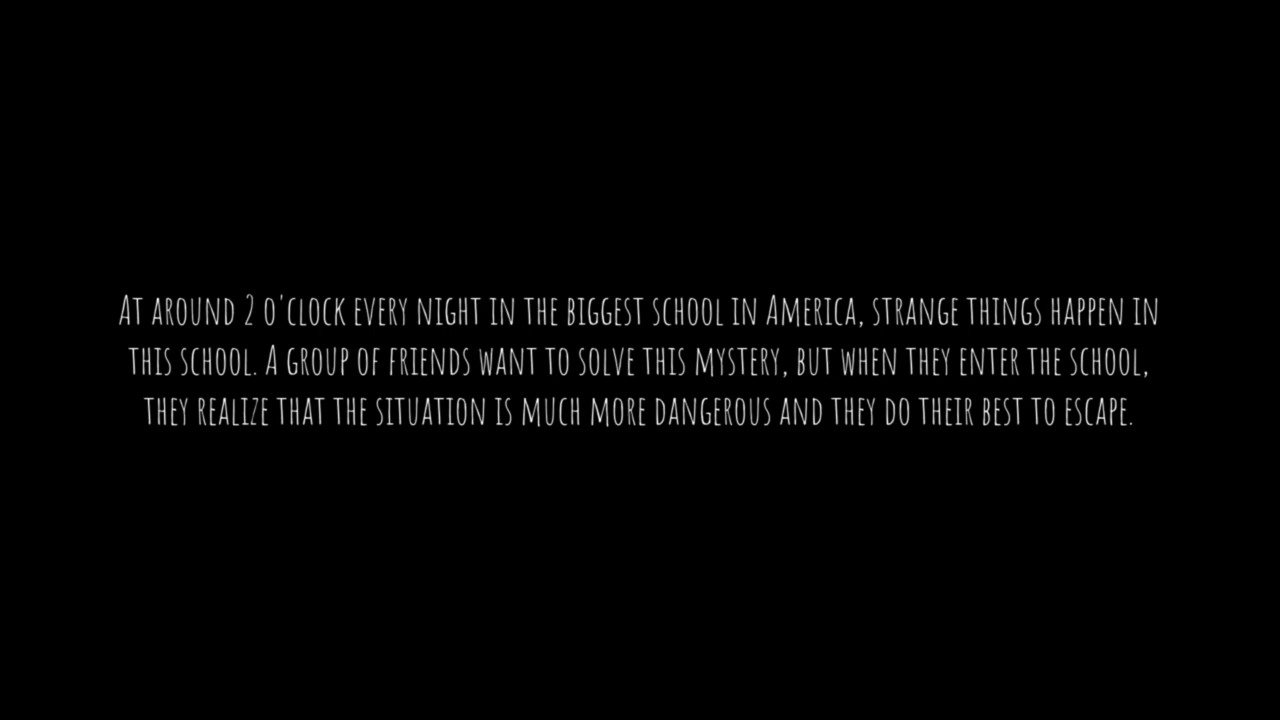 At around 2 o'clock every night in the biggest school in America, strange things happen in
this school. A group of friends want to solve this mystery, but when they enter the school,
they realize that the situation is much more dangerous and they do their best to escape.